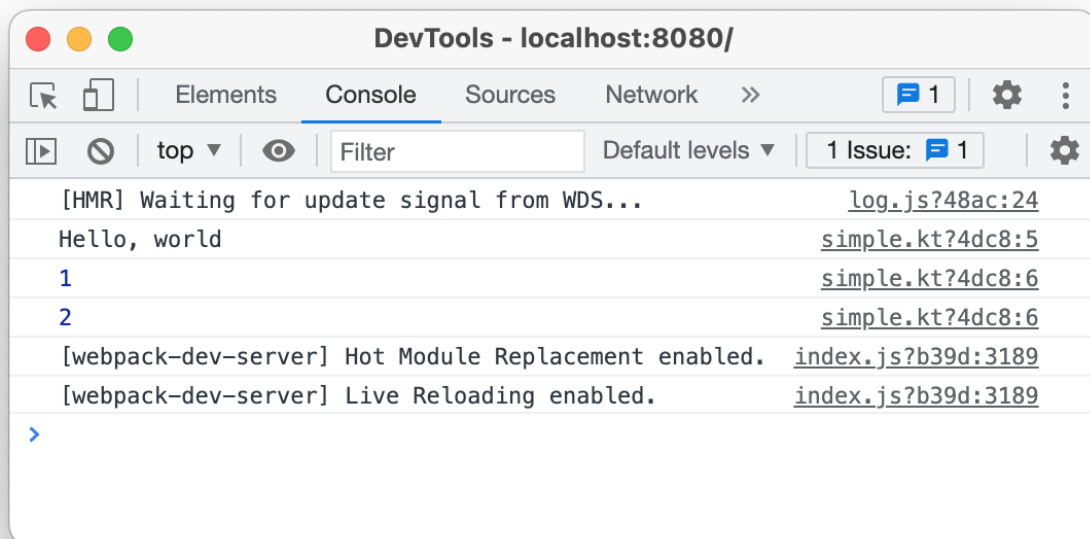 DevTools - localhost:8080/
Elements Console Sources Network » 1
top ▼ Filter Default levels ▼ 1 Issue: 1
[HMR] Waiting for update signal from WDS... log.js?48ac:24
Hello, world simple.kt?4dc8:5
1 simple.kt?4dc8:6
2 simple.kt?4dc8:6
[webpack-dev-server] Hot Module Replacement enabled. index.js?b39d:3189
[webpack-dev-server] Live Reloading enabled. index.js?b39d:3189
>